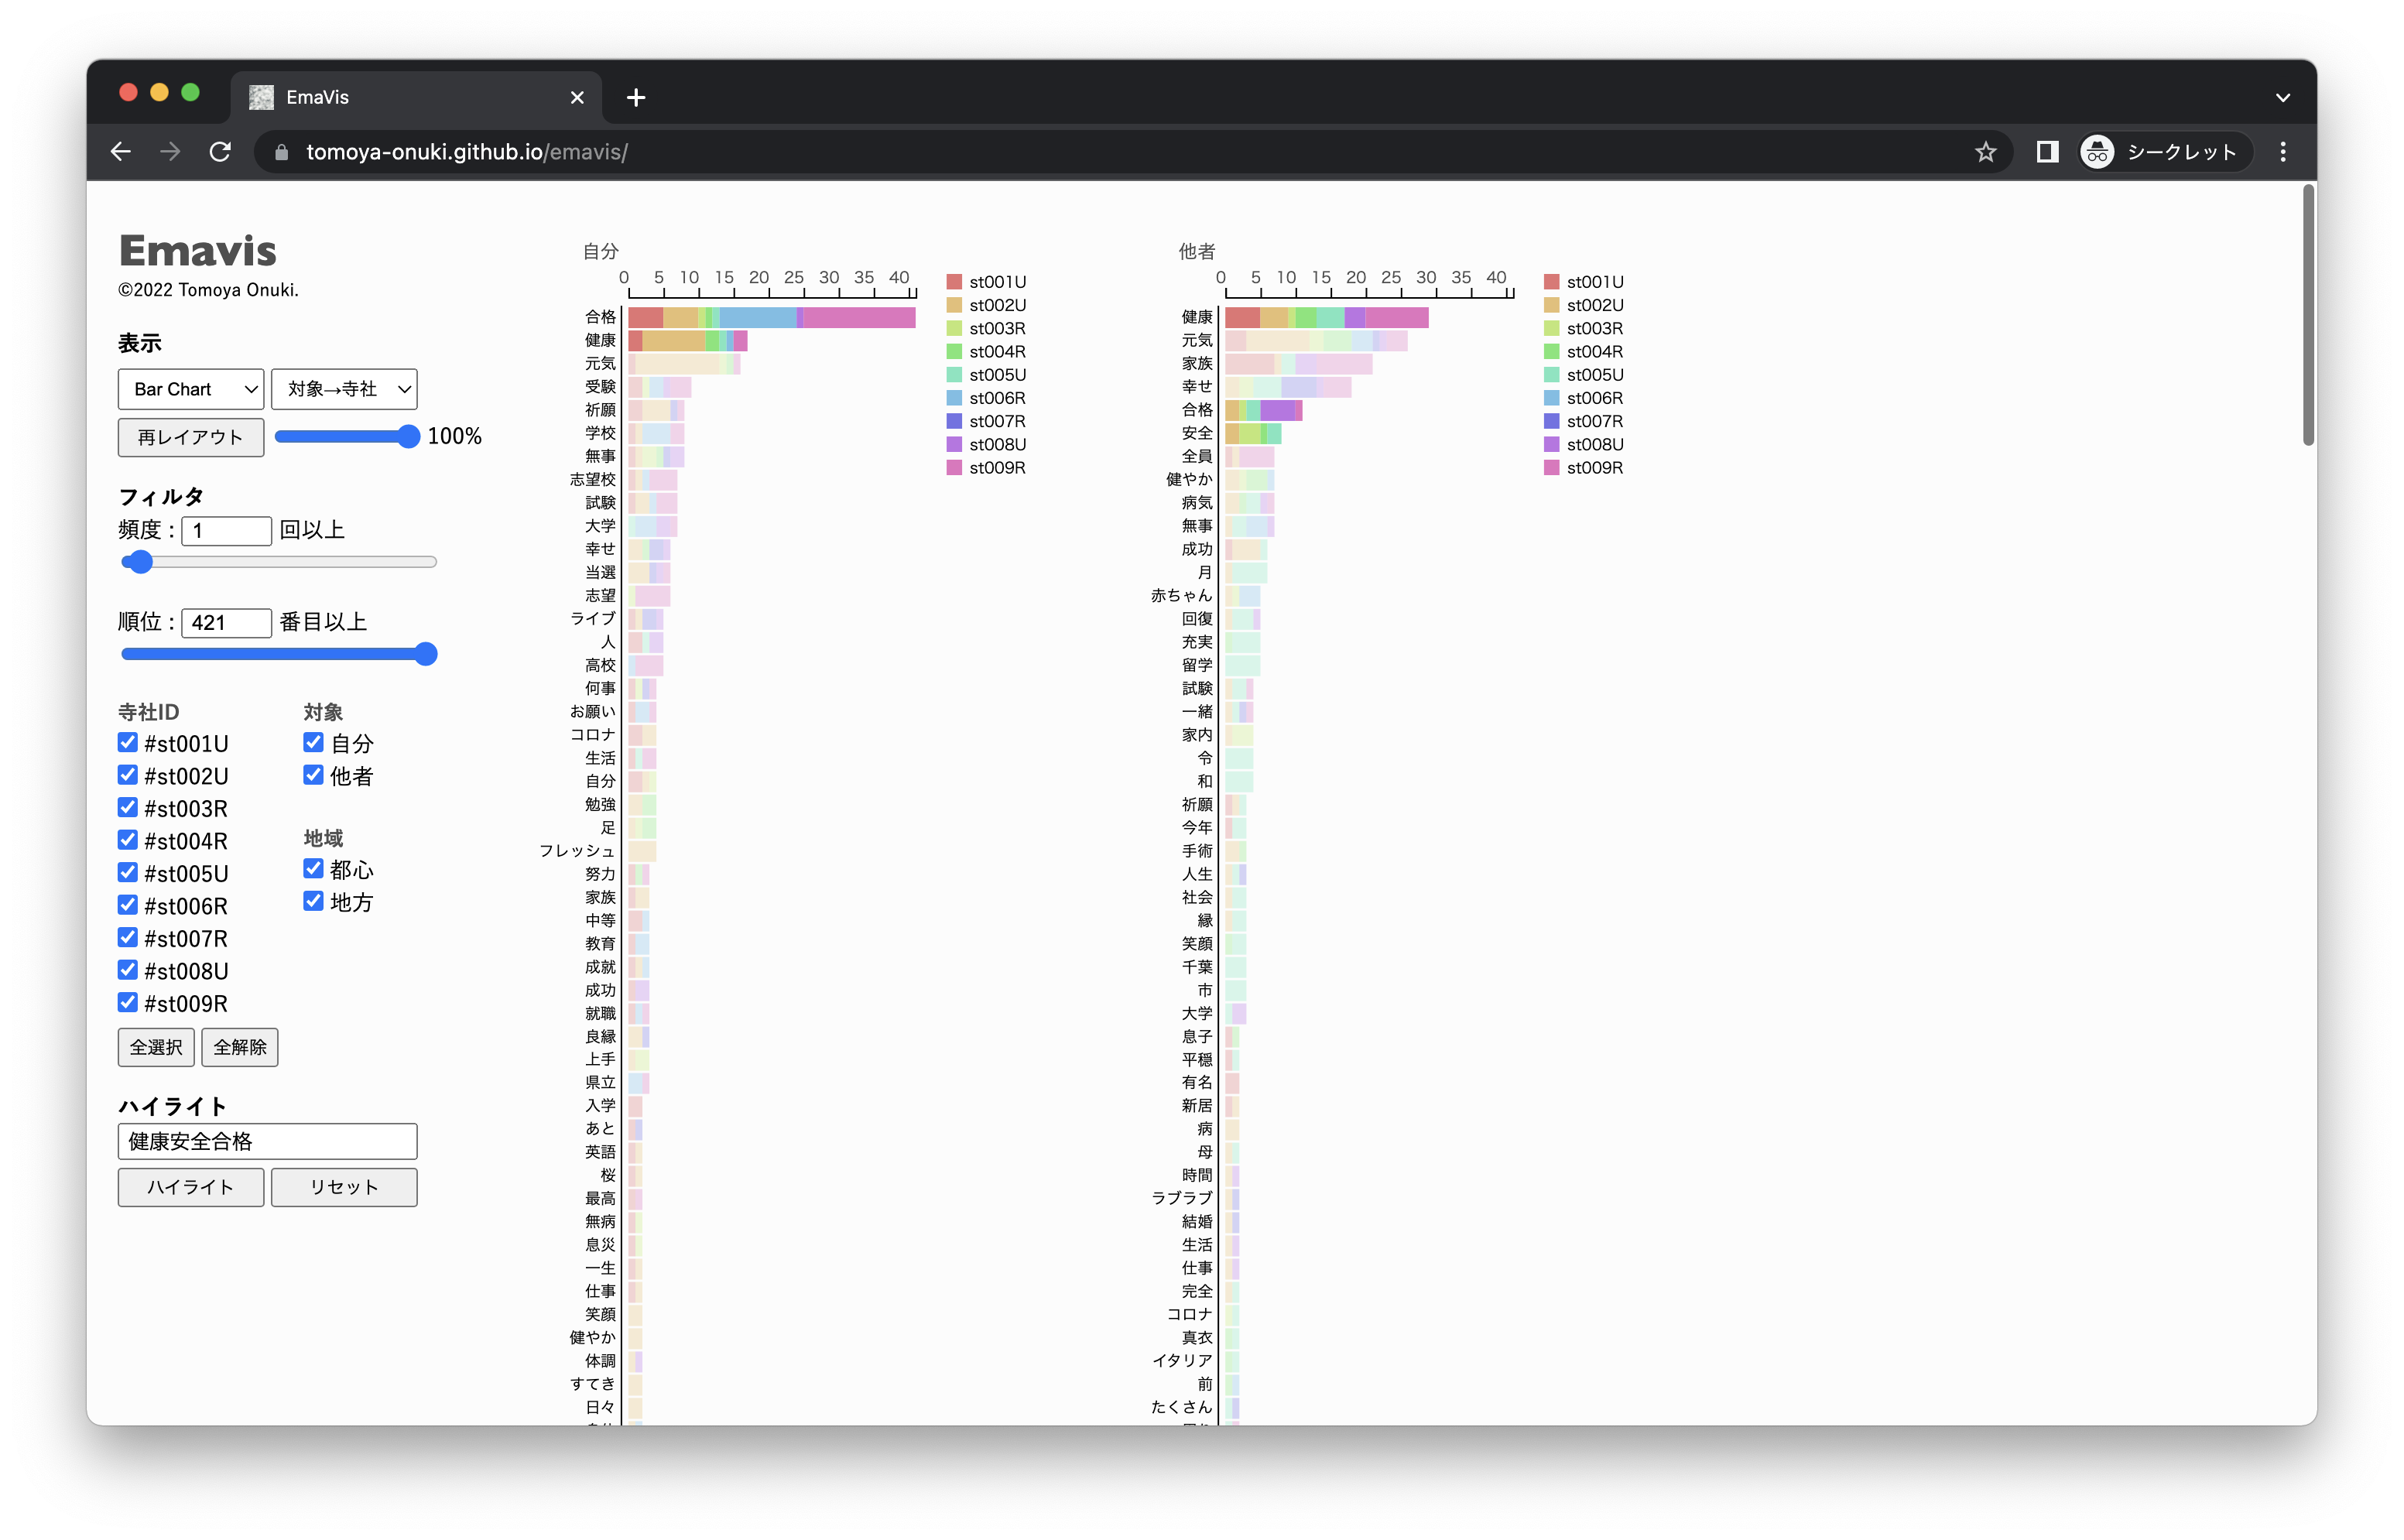 EmaVis
tomoya-onuki.github.io/emavis/
シークレット
Emavis
©2022 Tomoya Onuki.
表示
Bar Chart
対象→寺社
再レイアウト
100%
フィルタ
頻度 : 1 回以上
順位 : 421 番目以上
寺社ID
#st001U
#st002U
#st003R
#st004R
#st005U
#st006R
#st007R
#st008U
#st009R
対象
自分
他者
地域
都心
地方
全選択
全解除
ハイライト
健康安全合格
ハイライト
リセット
自分
0 5 10 15 20 25 30 35 40
合格
健康
元気
受験
祈願
学校
無事
志望校
試験
大学
幸せ
当選
志望
ライブ
人
高校
何事
お願い
コロナ
生活
自分
勉強
足
フレッシュ
努力
家族
中等
教育
成就
成功
就職
良縁
上手
県立
入学
あと
英語
桜
最高
無病
息災
一生
仕事
笑顔
健やか
体調
すてき
日々
st001U
st002U
st003R
st004R
st005U
st006R
st007R
st008U
st009R
他者
0 5 10 15 20 25 30 35 40
健康
元気
家族
幸せ
合格
安全
全員
健やか
病気
無事
成功
月
赤ちゃん
回復
充実
留学
試験
一緒
家内
令
和
祈願
今年
手術
人生
社会
縁
笑顔
千葉
市
大学
息子
平穏
有名
新居
病
母
時間
ラブラブ
結婚
生活
仕事
完全
コロナ
真衣
イタリア
前
たくさん
st001U
st002U
st003R
st004R
st005U
st006R
st007R
st008U
st009R